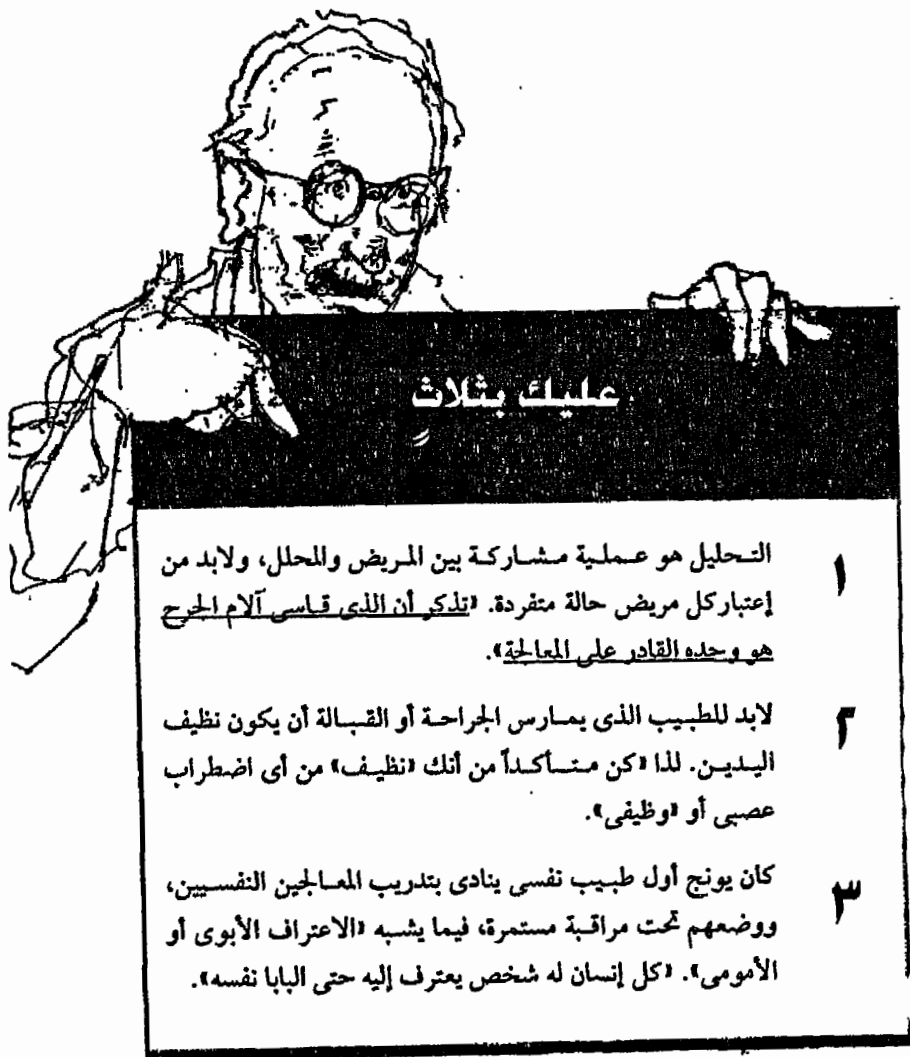 عليك بثلاثٍ
١
التحليل هو عملية مشاركة بين المريض والمحلل، ولابد من
إعتبار كل مريض حالة متفردة. «تذكر أن الذى قاسى آلام الجرح
هو وحده القادر على المعالجة».
٢
لابد للطبيب الذى يمارس الجراحة أو القبالة أن يكون نظيف
اليدين. لذا «كن متأكداً من أنك «نظيف» من أى اضطراب
عصبى أو «وظيفى».
٣
كان يونج أول طبيب نفسى ينادى بتدريب المعالجين النفسيين،
ووضعهم تحت مراقبة مستمرة، فيما يشبه «الاعتراف الأبوى أو
الأمومى». «كل إنسان له شخص يعترف إليه حتى البابا نفسه».